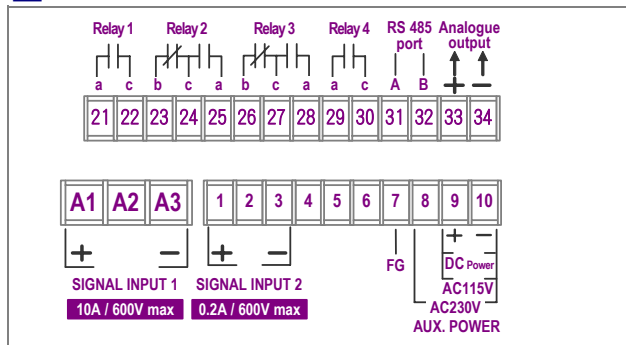 Relay 1 Relay 2 Relay 3 Relay 4 RS 485 port Analogue output
a c b c a b c a a c A B + −
21 22 23 24 25 26 27 28 29 30 31 32 33 34
A1 A2 A3 1 2 3 4 5 6 7 8 9 10
+ − + − + −
FG DC Power
SIGNAL INPUT 1 SIGNAL INPUT 2 AC115V
10A / 600V max 0.2A / 600V max AC230V
AUX. POWER